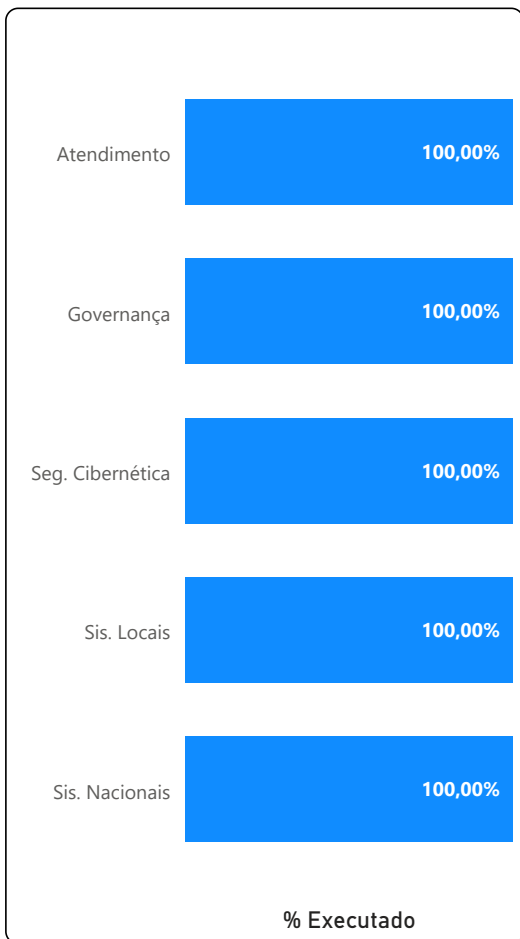 Atendimento 100,00%
Governança 100,00%
Seg. Cibernética 100,00%
Sis. Locais 100,00%
Sis. Nacionais 100,00%
% Executado